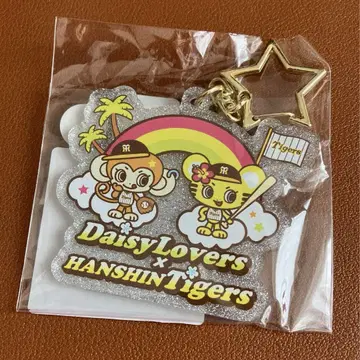 Tigers
Daisy Lovers
×
HANSHIN Tigers